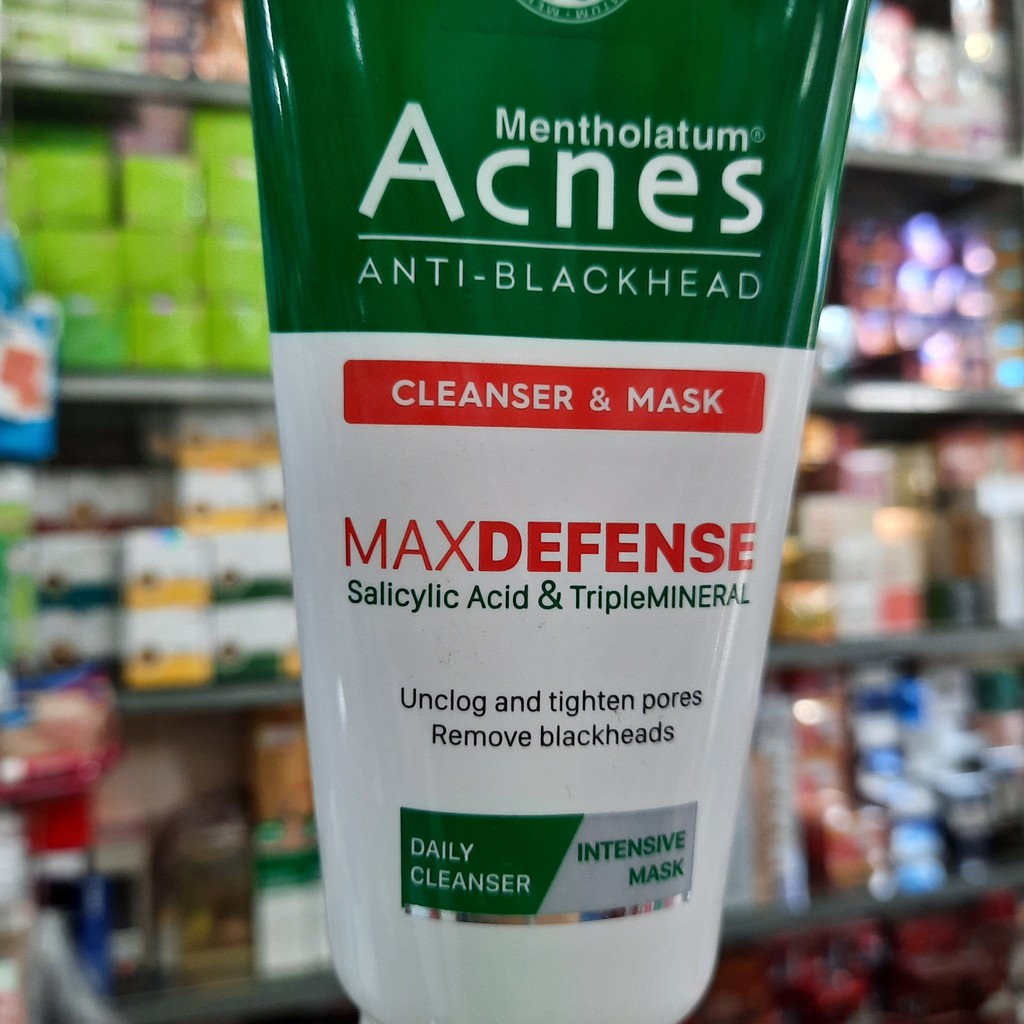 Mentholatum®
Acnes
ANTI-BLACKHEAD
CLEANSER & MASK
MAXDEFENSE
Salicylic Acid & TripleMINERAL
Unclog and tighten pores
Remove blackheads
DAILY
CLEANSER
INTENSIVE
MASK